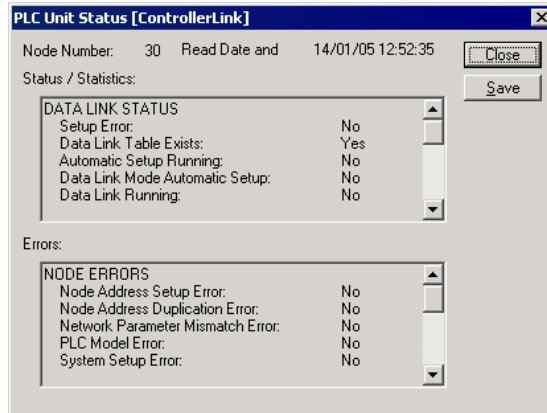 PLC Unit Status [ControllerLink]
Node Number: 30 Read Date and 14/01/05 12:52:35
Close
Status / Statistics:
Save
DATA LINK STATUS
Setup Error: No
Data Link Table Exists: Yes
Automatic Setup Running: No
Data Link Mode Automatic Setup: No
Data Link Running: No
Errors:
NODE ERRORS
Node Address Setup Error: No
Node Address Duplication Error: No
Network Parameter Mismatch Error: No
PLC Model Error: No
System Setup Error: No